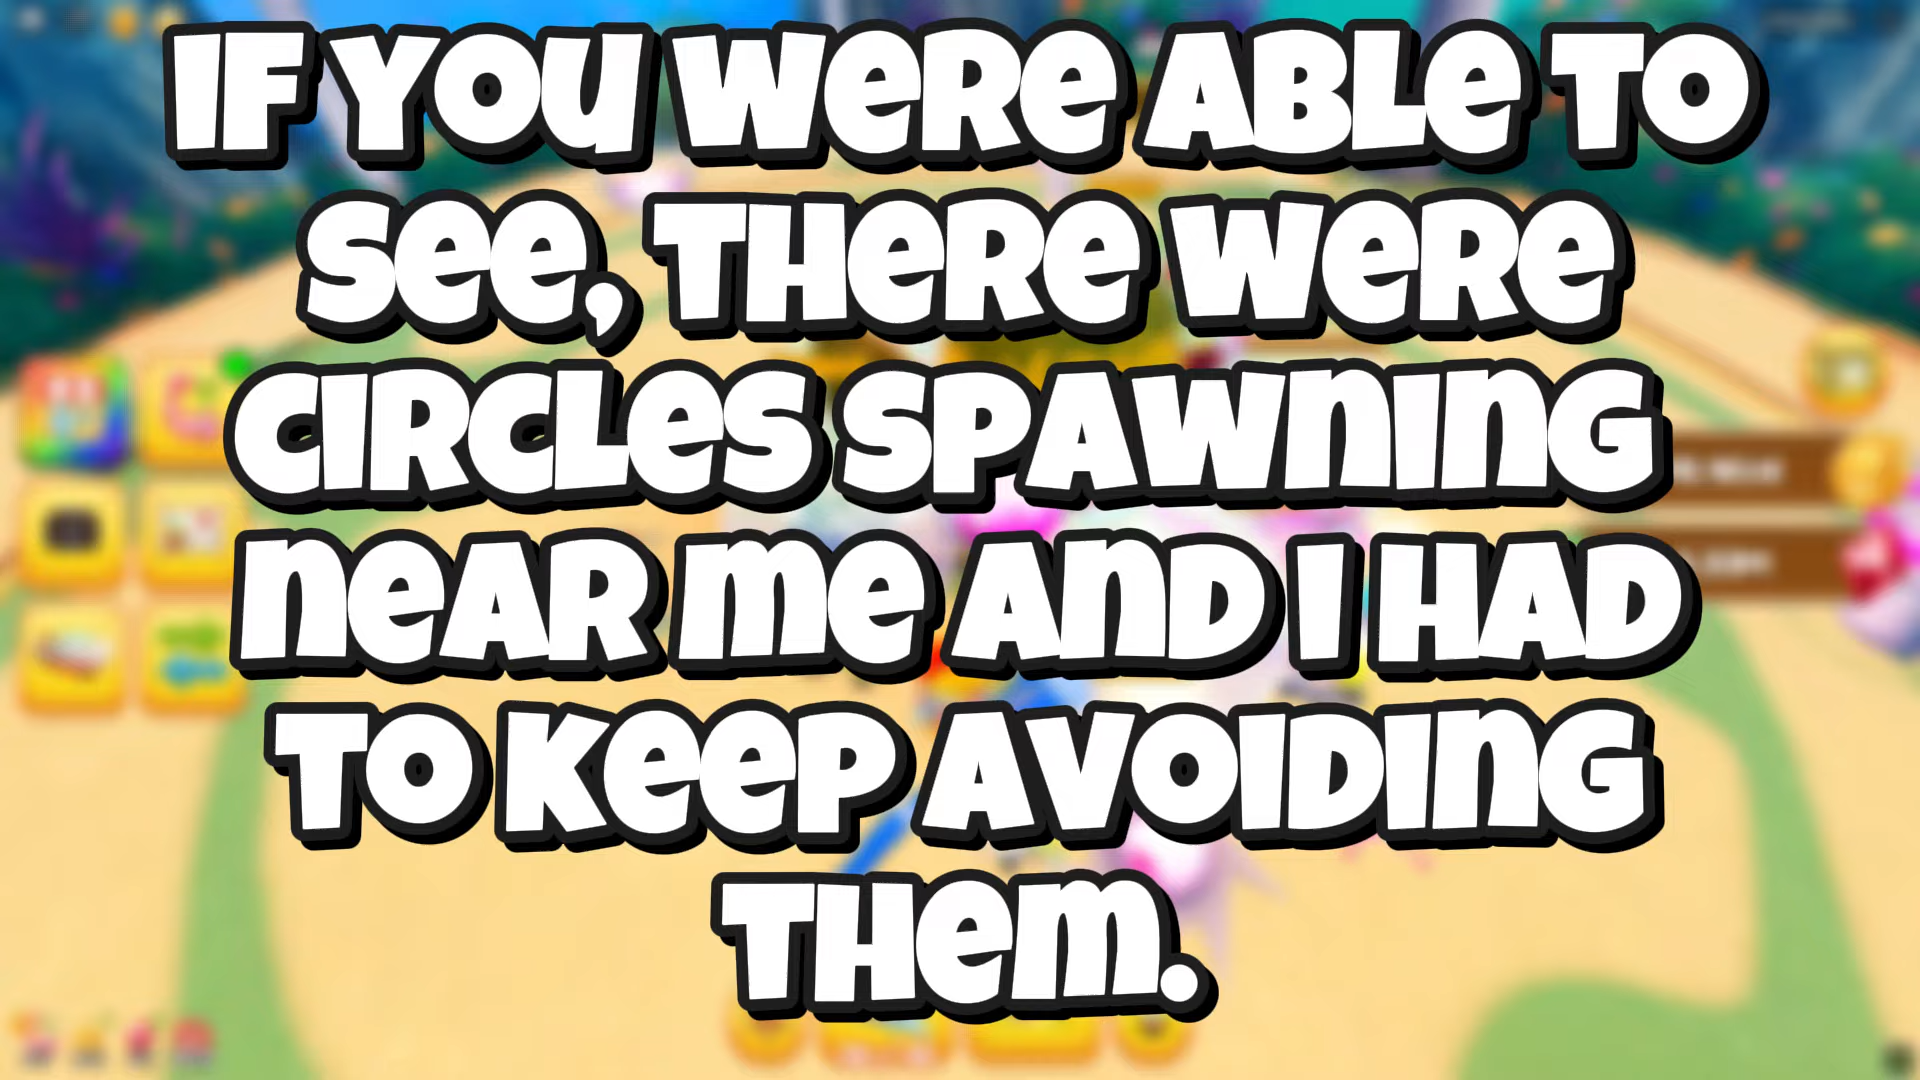 IF YOU WERE ABLE TO
SEE, THERE WERE
CIRCLES SPAWNING
NEAR ME AND I HAD
TO KEEP AVOIDING
THEM.